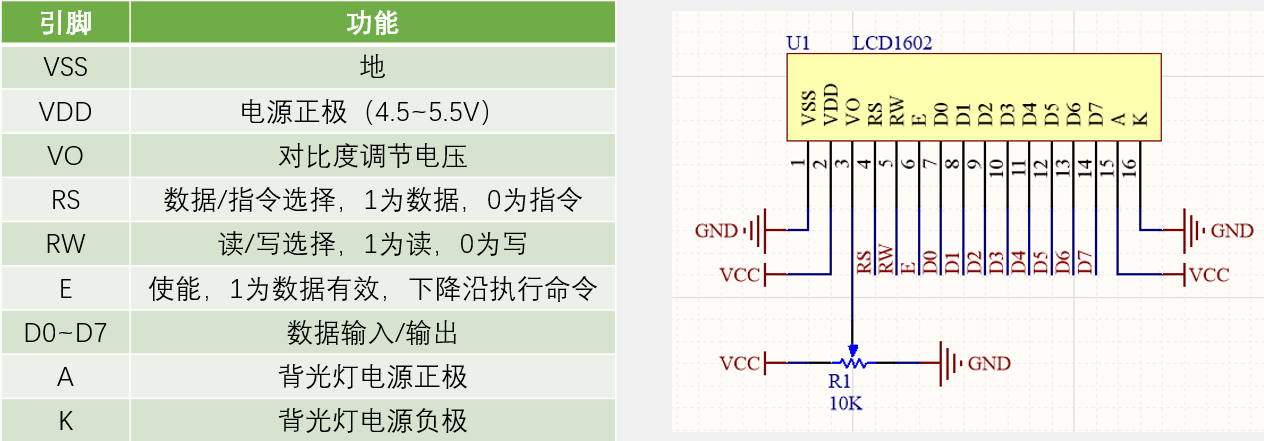 引脚 功能
VSS 地
VDD 电源正极（4.5~5.5V）
VO 对比度调节电压
RS 数据/指令选择，1为数据，0为指令
RW 读/写选择，1为读，0为写
E 使能，1为数据有效，下降沿执行命令
D0~D7 数据输入/输出
A 背光灯电源正极
K 背光灯电源负极
U1 LCD1602
VSS VDD VO RS RW E D0 D1 D2 D3 D4 D5 D6 D7 A K
1 2 3 4 5 6 7 8 9 10 11 12 13 14 15 16
GND GND
RS RW E D0 D1 D2 D3 D4 D5 D6 D7
VCC VCC
VCC GND
R1
10K